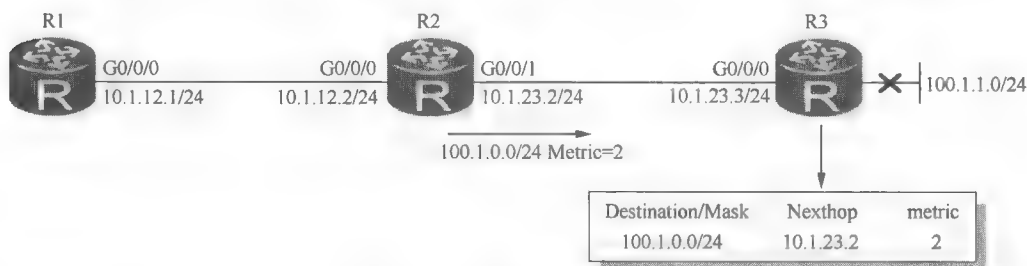 R1 R2 R3
G0/0/0 G0/0/0 G0/0/1 G0/0/0
10.1.12.1/24 10.1.12.2/24 10.1.23.2/24 10.1.23.3/24 100.1.1.0/24
R R R
100.1.0.0/24 Metric=2
Destination/Mask Nexthop metric
100.1.0.0/24 10.1.23.2 2